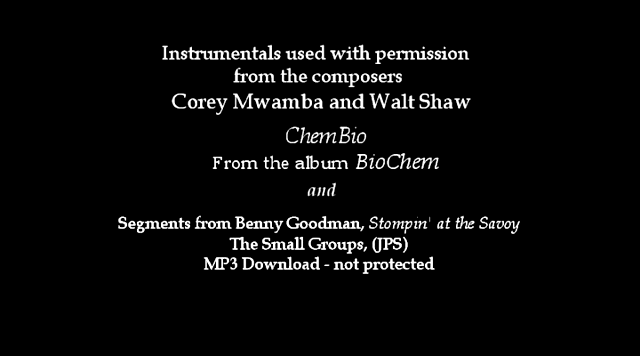 Instrumentals used with permission
from the composers
Corey Mwamba and Walt Shaw
ChemBio
From the album BioChem
and
Segments from Benny Goodman, Stompin' at the Savoy
The Small Groups, (JPS)
MP3 Download - not protected